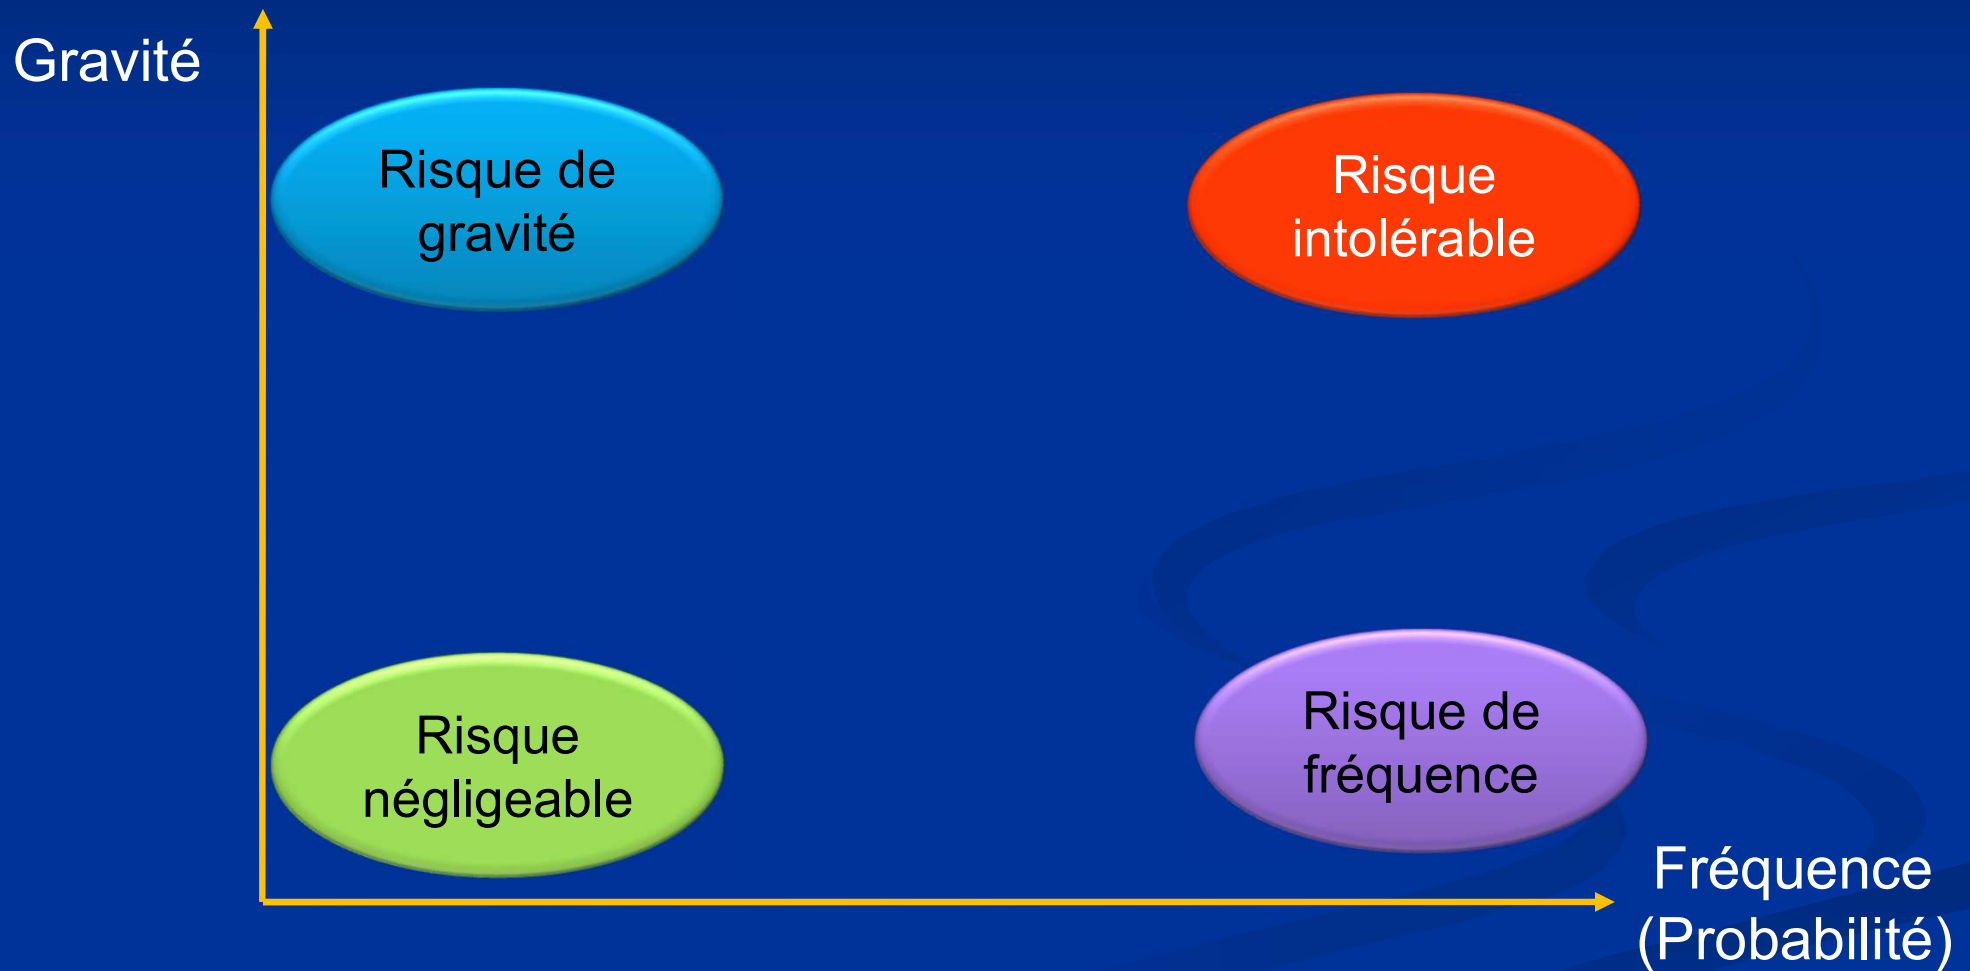 Gravité
Risque de
gravité
Risque
intolérable
Risque
négligeable
Risque de
fréquence
Fréquence
(Probabilité)